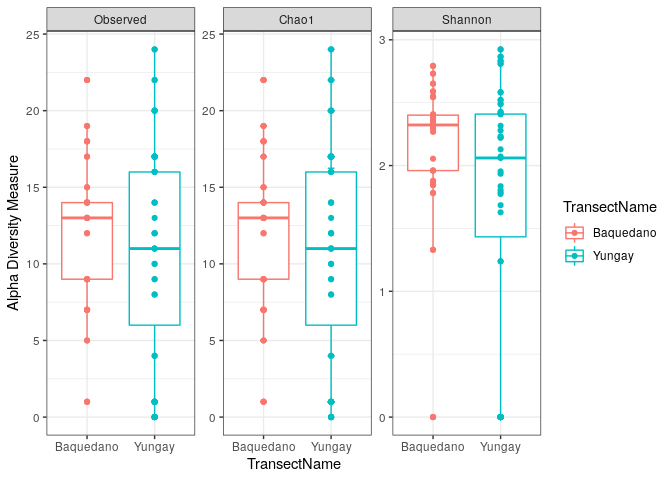 Observed
Chao1
Shannon
Alpha Diversity Measure
25
20
15
10
5
0
25
20
15
10
5
0
3
2
1
0
Baquedano
Yungay
Baquedano
Yungay
Baquedano
Yungay
TransectName
TransectName
Baquedano
Yungay